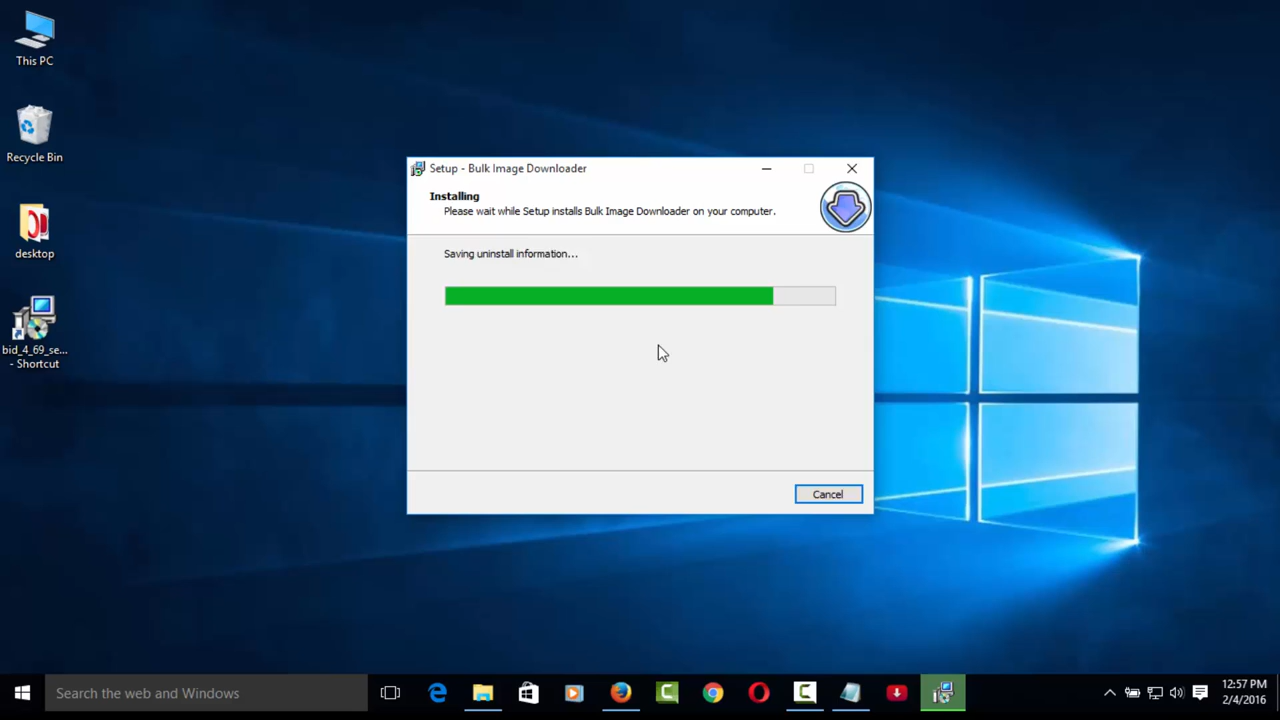 This PC
Recycle Bin
desktop
bid_4_69_se...
- Shortcut
Setup - Bulk Image Downloader
Installing
Please wait while Setup installs Bulk Image Downloader on your computer.
Saving uninstall information...
Cancel
Search the web and Windows
12:57 PM
2/4/2016